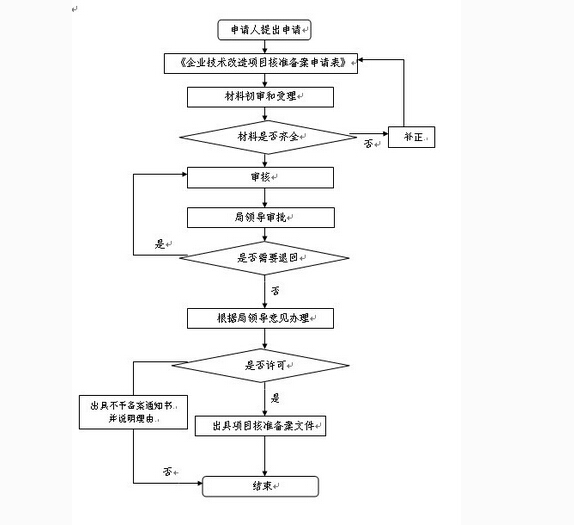 申请人提出申请
《企业技术改造项目核准备案申请表》
材料初审和受理
材料是否齐全
否
补正
审核
局领导审批
是
是否需要退回
否
根据局领导意见办理
是否许可
是
出具不予备案通知书
并说明理由
出具项目核准备案文件
否
结束